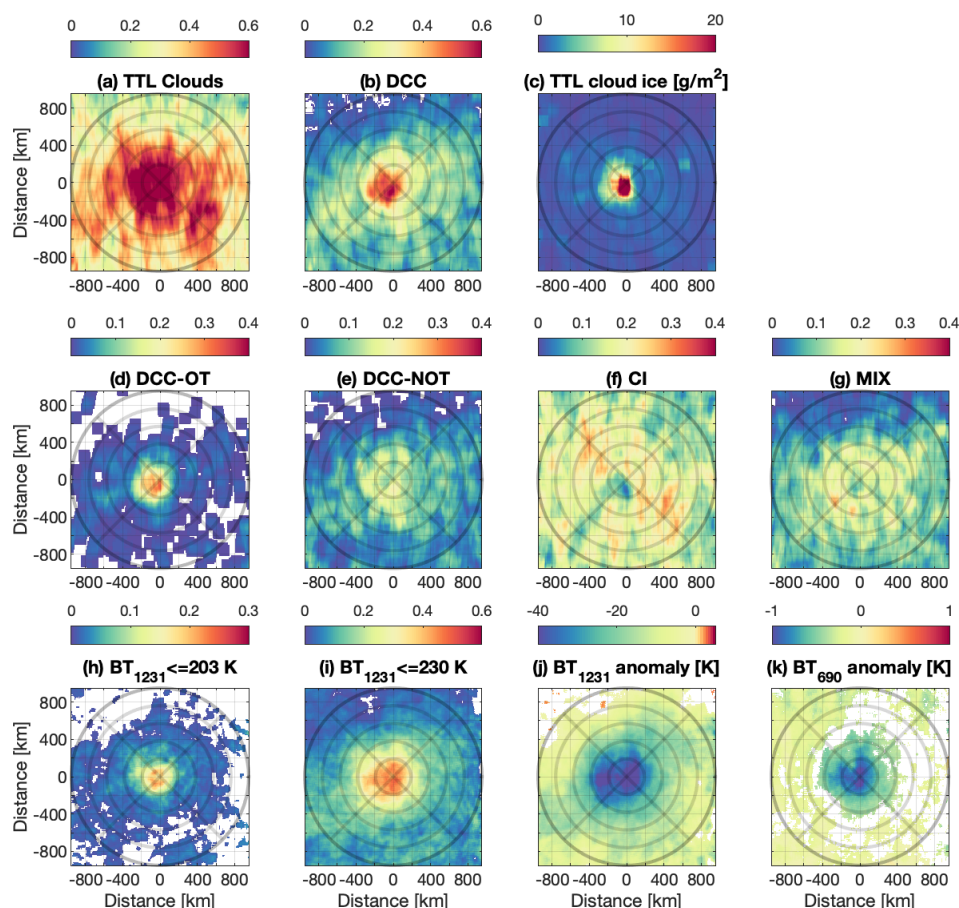 0 0.2 0.4 0.6 0 0.2 0.4 0.6 0 10 20
(a) TTL Clouds (b) DCC (c) TTL cloud ice [g/m²]
800
400
0
-400
-800
Distance [km]
800
400
0
-400
-800
Distance [km]
-800 -400 0 400 800 -800 -400 0 400 800 -800 -400 0 400 800
0 0.1 0.2 0.3 0.4 0 0.1 0.2 0.3 0.4 0 0.1 0.2 0.3 0.4 0 0.1 0.2 0.3 0.4
(d) DCC-OT (e) DCC-NOT (f) CI (g) MIX
800
400
0
-400
-800
Distance [km]
-800 -400 0 400 800 -800 -400 0 400 800 -800 -400 0 400 800 -800 -400 0 400 800
0 0.1 0.2 0.3 0 0.2 0.4 0.6 -40 -20 0 -1 0 1
(h) BT₁₂₃₁<=203 K (i) BT₁₂₃₁<=230 K (j) BT₁₂₃₁ anomaly [K] (k) BT₆₉₀ anomaly [K]
800
400
0
-400
-800
Distance [km]
-800 -400 0 400 800 -800 -400 0 400 800 -800 -400 0 400 800 -800 -400 0 400 800
Distance [km] Distance [km] Distance [km] Distance [km]